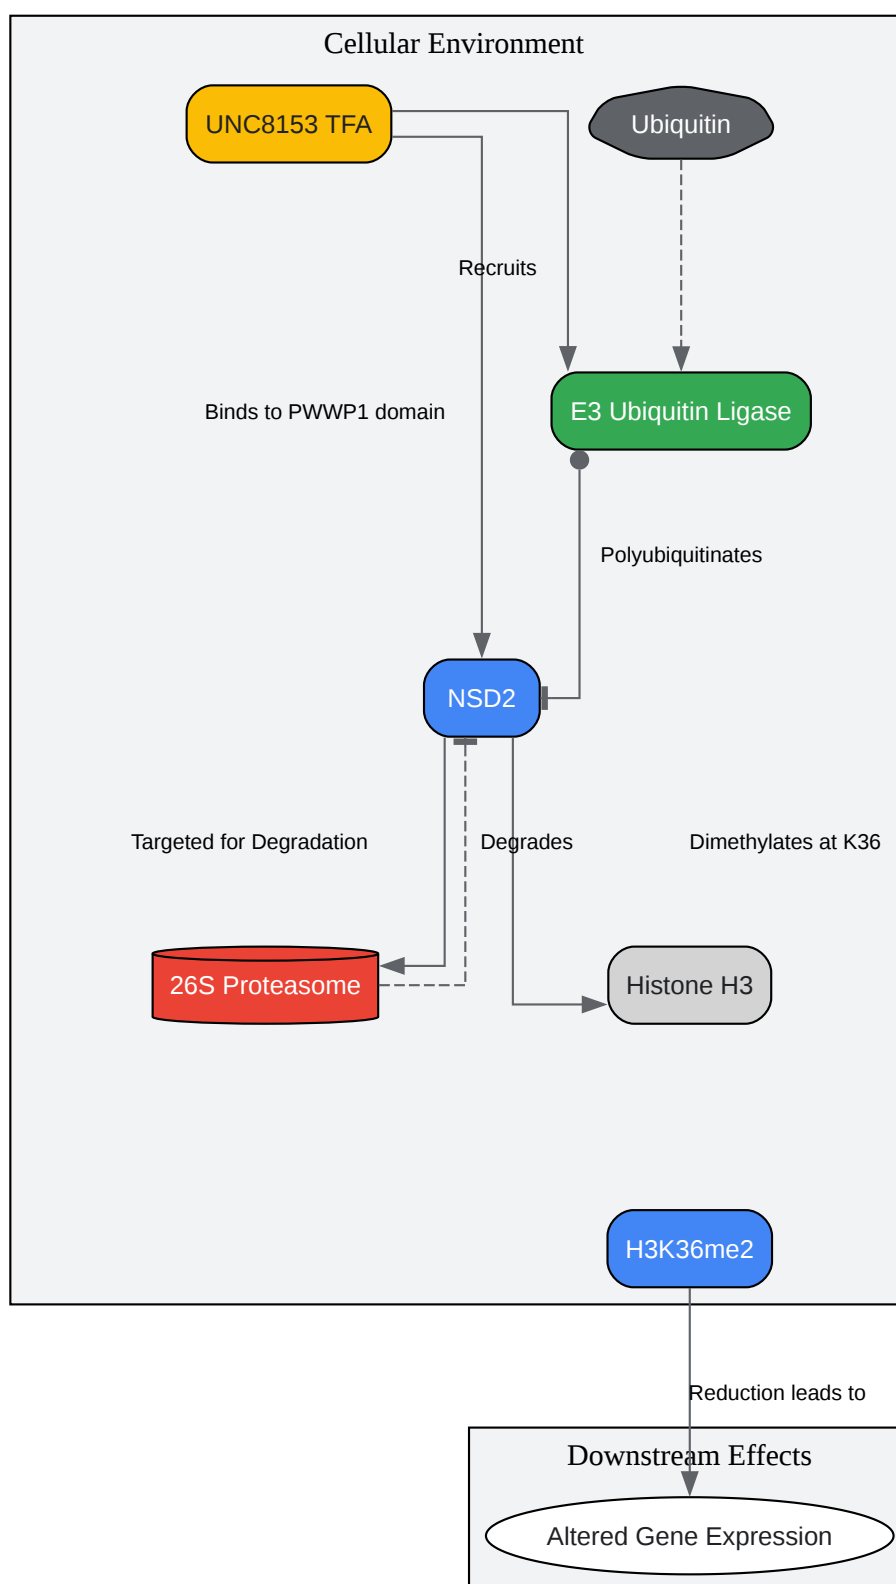 Cellular Environment
UNC8153 TFA
Ubiquitin
Recruits
Binds to PWWP1 domain
E3 Ubiquitin Ligase
Polyubiquitinates
NSD2
Targeted for Degradation
Degrades
Dimethylates at K36
26S Proteasome
Histone H3
H3K36me2
Reduction leads to
Downstream Effects
Altered Gene Expression